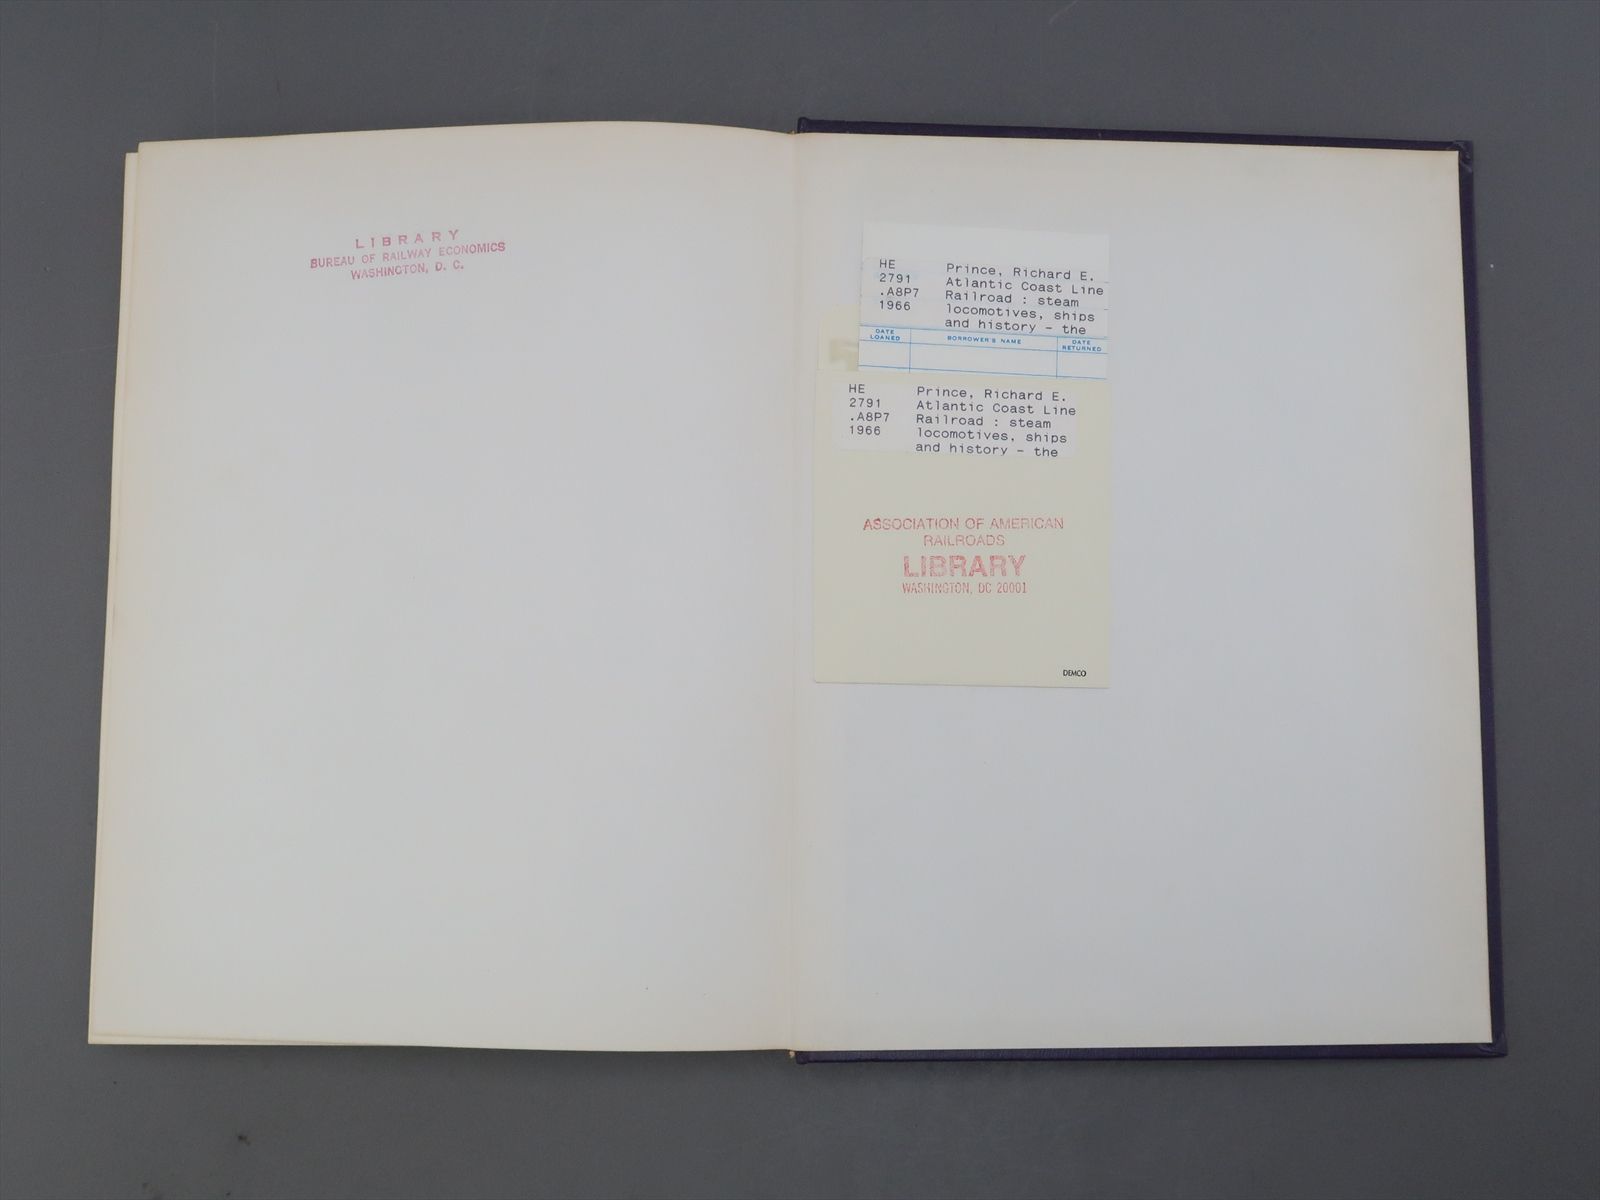 LIBRARY
BUREAU OF RAILWAY ECONOMICS
WASHINGTON, D. C.
HE Prince, Richard E.
2791 Atlantic Coast Line
.A8P7 Railroad : steam
1966 locomotives, ships
and history - the
DATE LOANED BORROWER'S NAME DATE RETURNED
HE Prince, Richard E.
2791 Atlantic Coast Line
.A8P7 Railroad : steam
1966 locomotives, ships
and history - the
ASSOCIATION OF AMERICAN
RAILROADS
LIBRARY
WASHINGTON, DC 20001
DEMCO